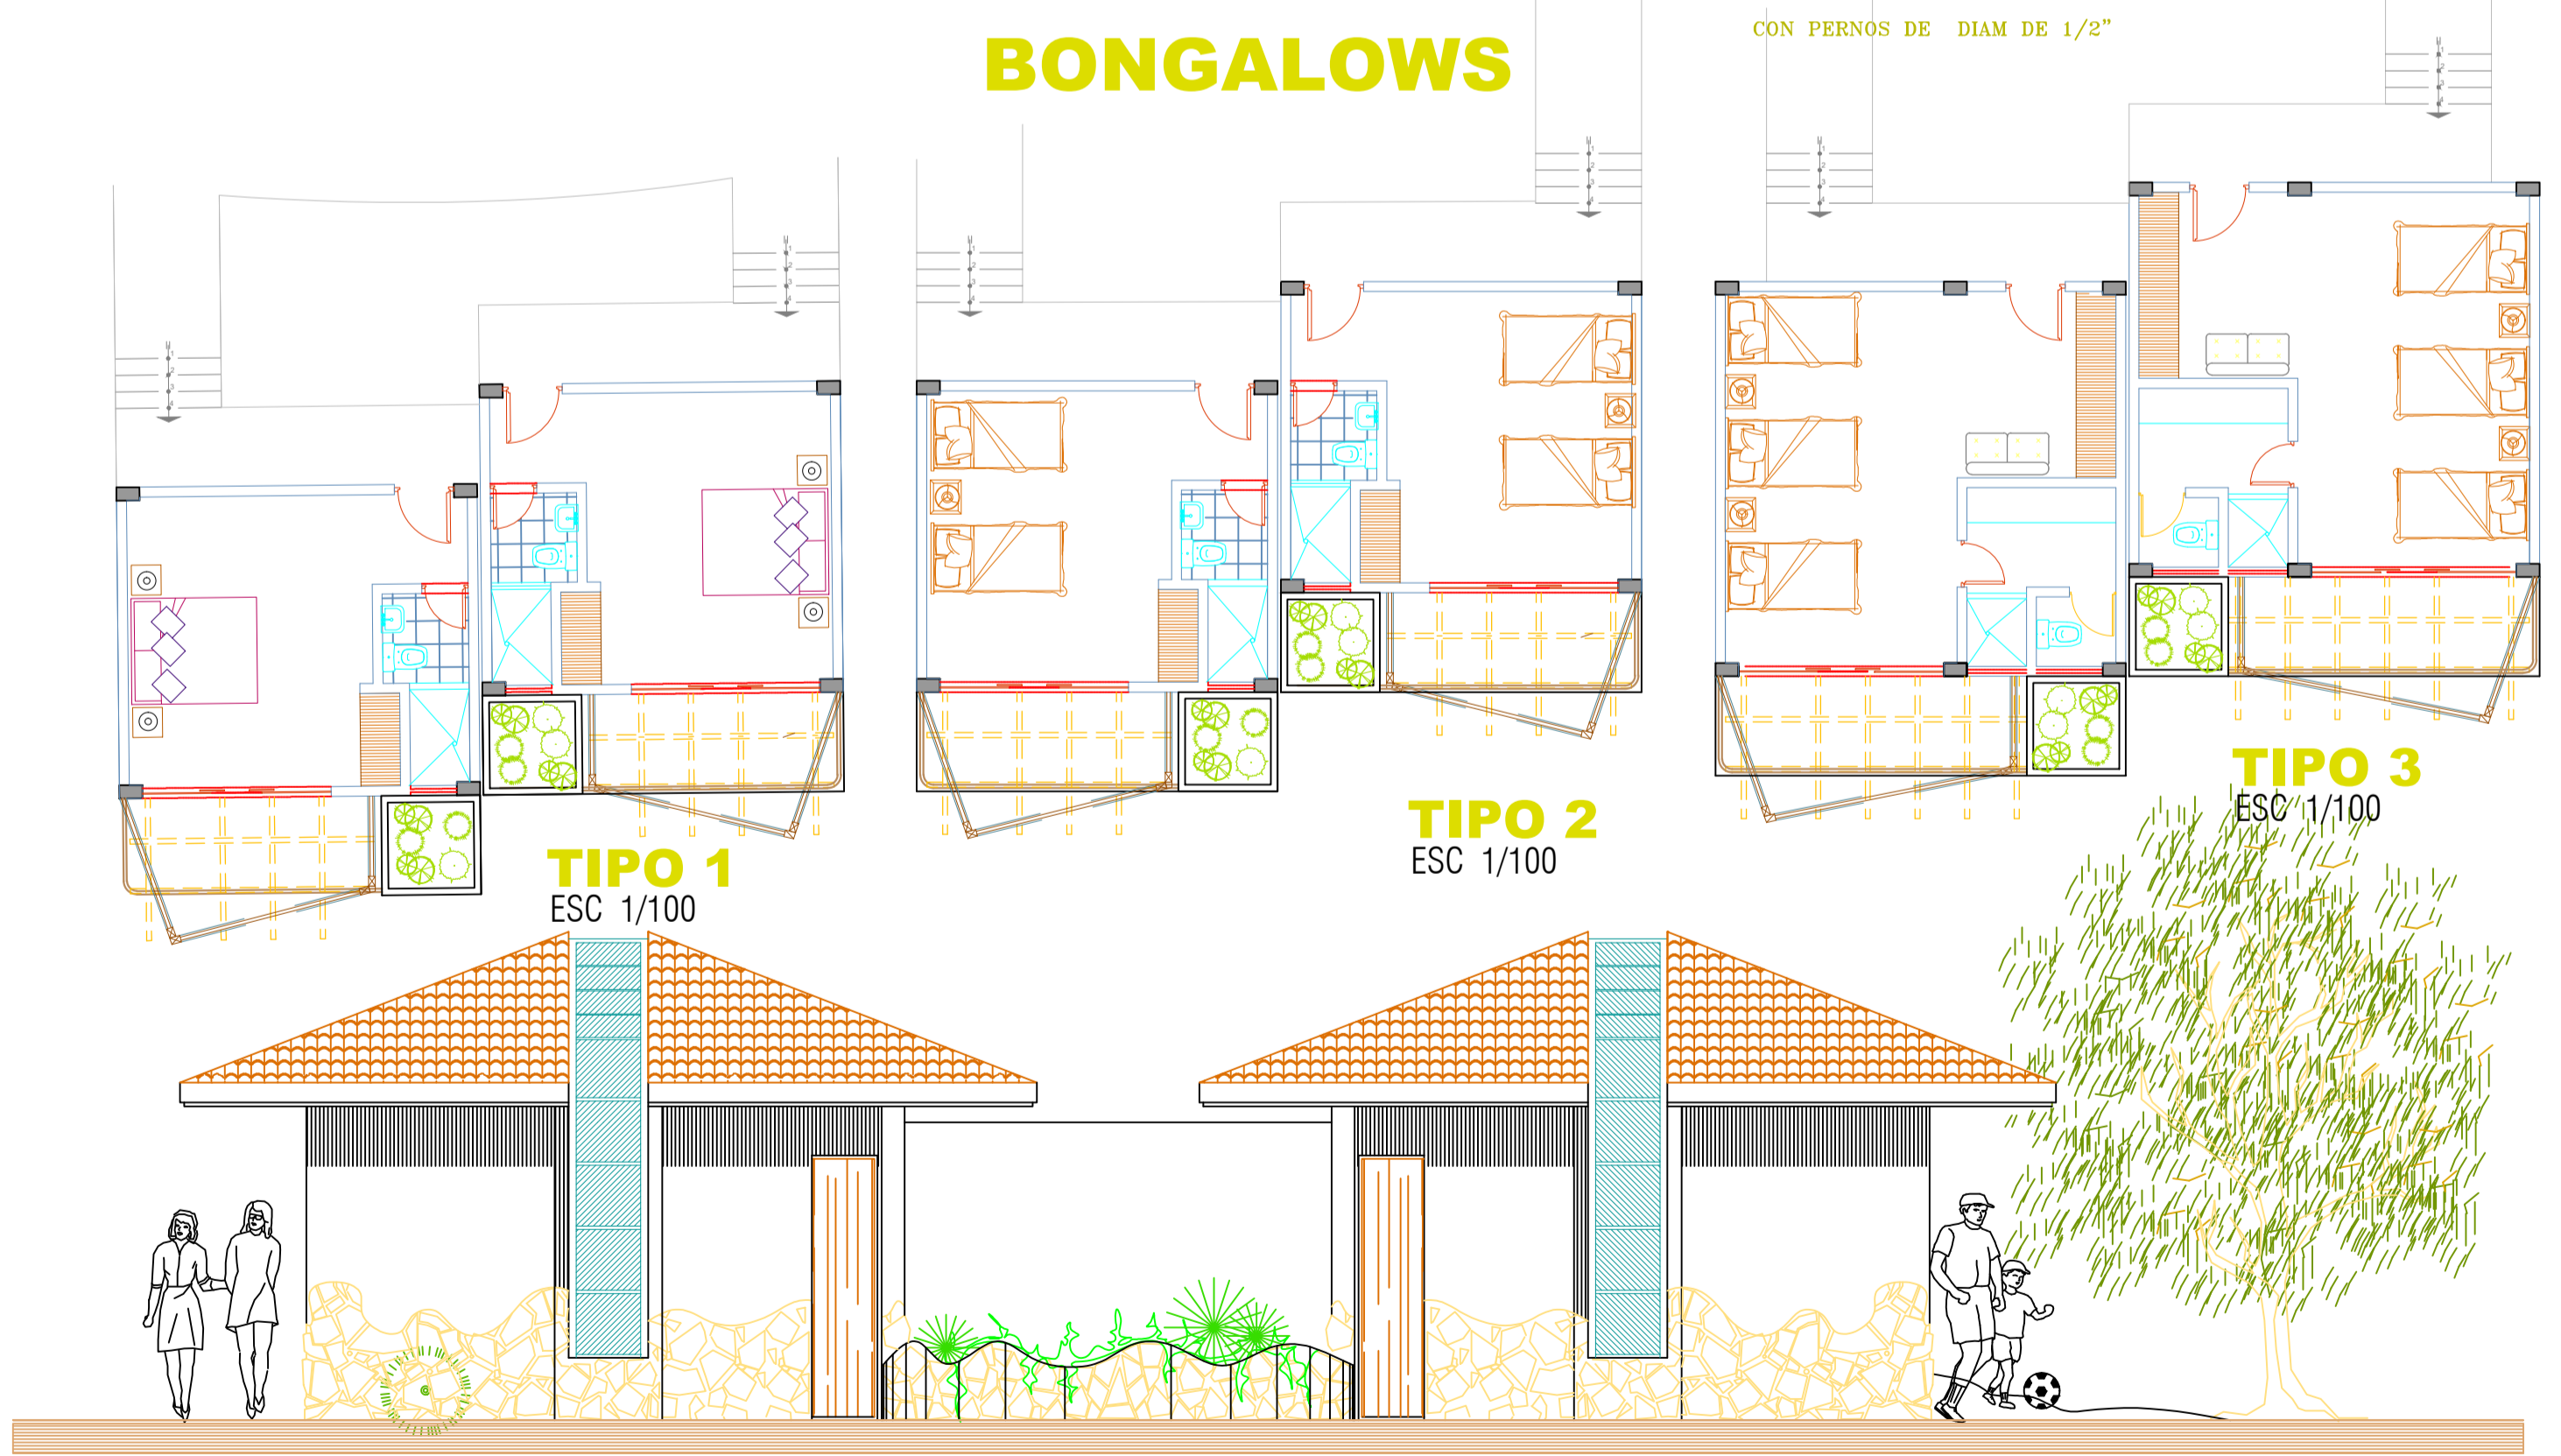 CON PERNOS DE DIAM DE 1/2"
BONGALOWS
TIPO 3
ESC 1/100
TIPO 2
ESC 1/100
TIPO 1
ESC 1/100